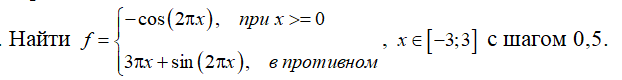 . Найти f = { −cos(2πx), при x >= 0
3πx + sin(2πx), в противном , x ∈ [−3;3] с шагом 0,5.